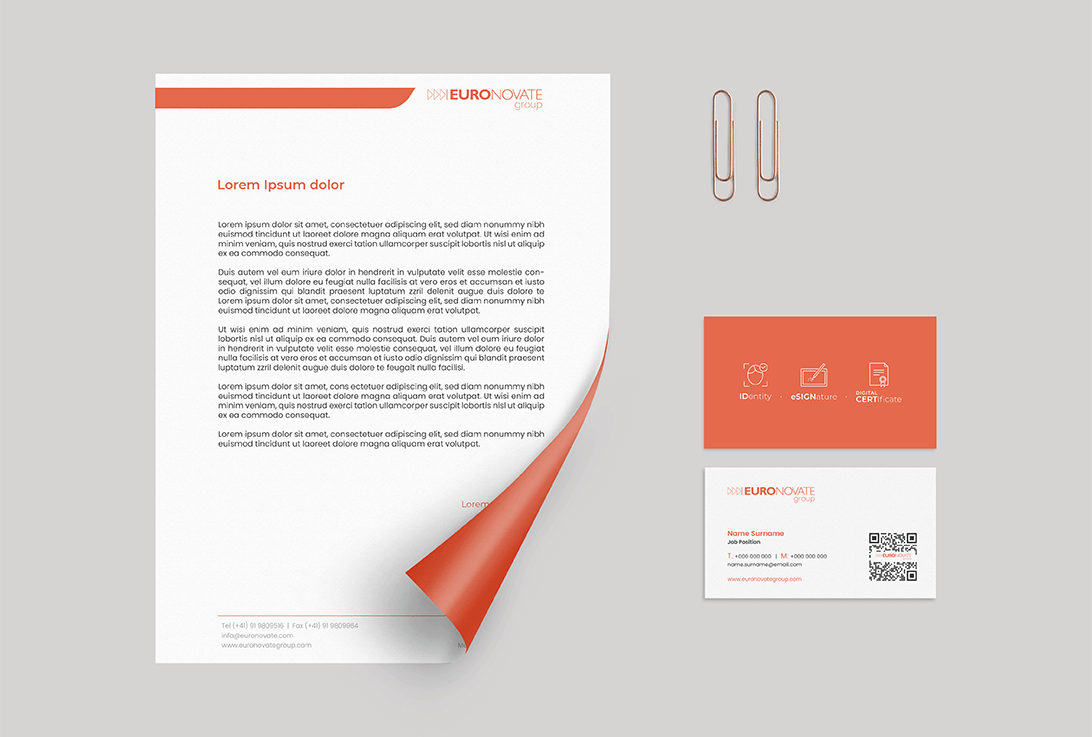 EURONOVATE
group
Lorem Ipsum dolor
Lorem ipsum dolor sit amet, consectetuer adipiscing elit, sed diam nonummy nibh
euismod tincidunt ut laoreet dolore magna aliquam erat volutpat. Ut wisi enim ad
minim veniam, quis nostrud exerci tation ullamcorper suscipit lobortis nisl ut aliquip
ex ea commodo consequat.
Duis autem vel eum iriure dolor in hendrerit in vulputate velit esse molestie con-
sequat, vel illum dolore eu feugiat nulla facilisis at vero eros et accumsan et iusto
odio dignissim qui blandit praesent luptatum zzril delenit augue duis dolore te
Lorem ipsum dolor sit amet, consectetuer adipiscing elit, sed diam nonummy nibh
euismod tincidunt ut laoreet dolore magna aliquam erat volutpat.
Ut wisi enim ad minim veniam, quis nostrud exerci tation ullamcorper suscipit
lobortis nisl ut aliquip ex ea commodo consequat. Duis autem vel eum iriure dolor
in hendrerit in vulputate velit esse molestie consequat, vel illum dolore eu feugiat
nulla facilisis at vero eros et accumsan et iusto odio dignissim qui blandit praesent
luptatum zzril delenit augue duis dolore te feugait nulla facilisi.
Lorem ipsum dolor sit amet, cons ectetuer adipiscing elit, sed diam nonummy nibh
euismod tincidunt ut laoreet dolore magna aliquam erat volutpat. Ut wisi enim ad
minim veniam, quis nostrud exerci tation ullamcorper suscipit lobortis nisl ut aliquip
ex ea commodo consequat.
Lorem ipsum dolor sit amet, consectetuer adipiscing elit, sed diam nonummy nibh
euismod tincidunt ut laoreet dolore magna aliquam erat volutpat.
Lorem
Tel (+41) 91 9809516 | Fax (+41) 91 9809964
info@euronovate.com
www.euronovategroup.com
IDentity · eSIGNature · DIGITAL CERTificate
EURONOVATE
group
Name Surname
Job Position
T. +000 000 000 | M. +000 000 000
name.surname@email.com
www.euronovategroup.com
EURONOVATE